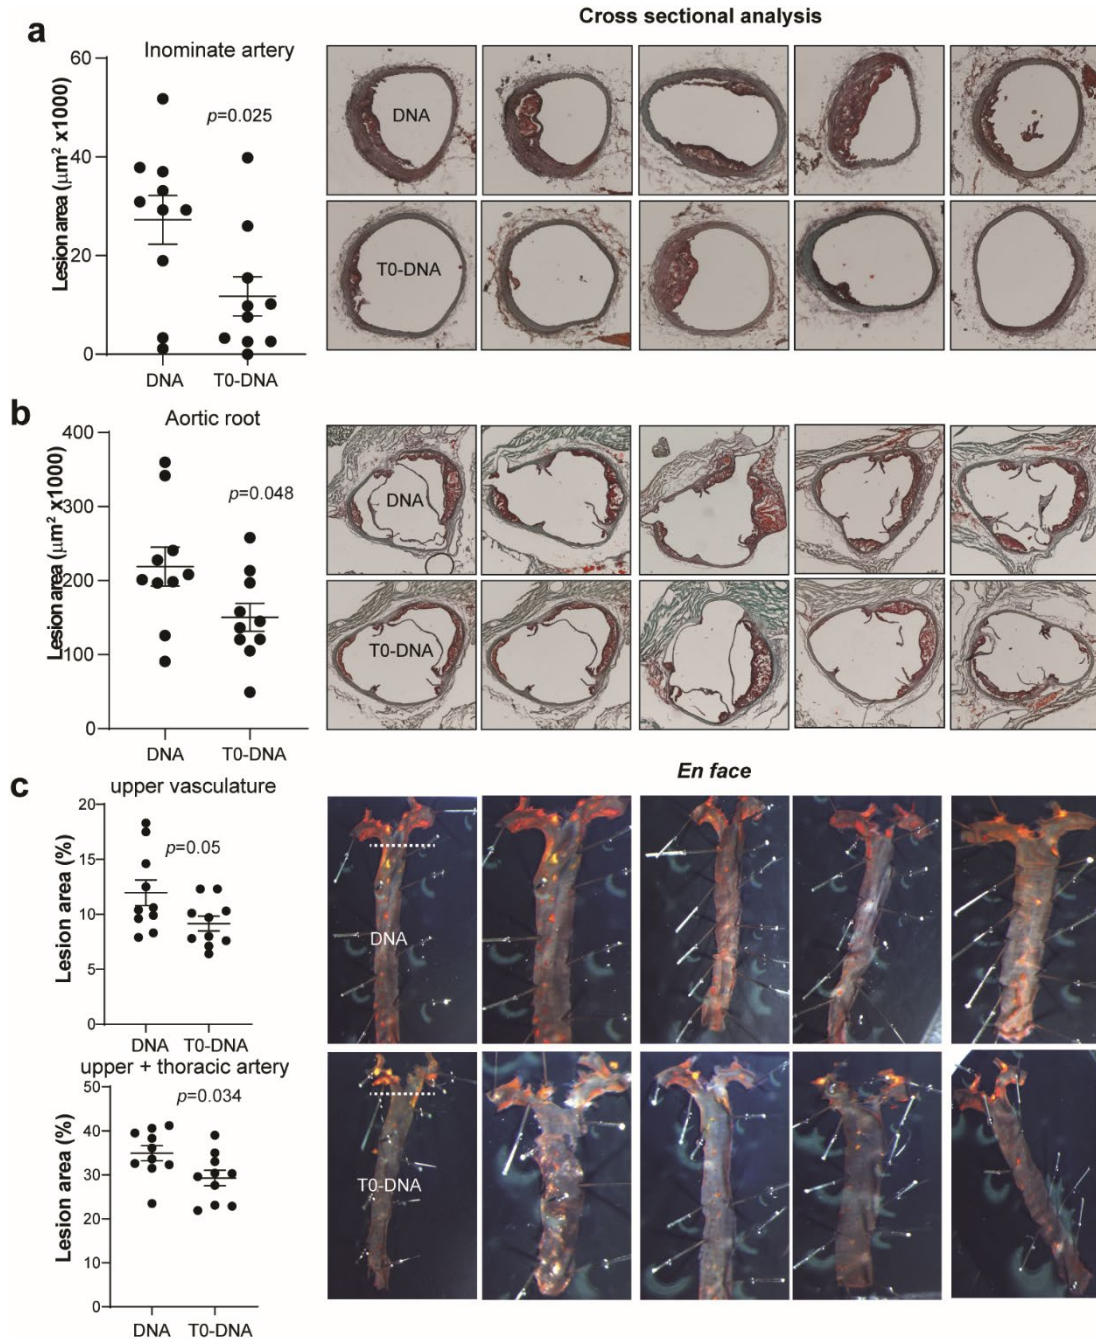 Cross sectional analysis
a
Inominate artery
Lesion area (μm² x1000)
60
40
20
0
p=0.025
DNA
T0-DNA
DNA
T0-DNA
b
Aortic root
Lesion area (μm² x1000)
400
300
200
100
0
p=0.048
DNA
T0-DNA
DNA
T0-DNA
En face
c
upper vasculature
Lesion area (%)
20
15
10
5
0
p=0.05
DNA
T0-DNA
upper + thoracic artery
Lesion area (%)
50
40
30
20
10
0
p=0.034
DNA
T0-DNA
DNA
T0-DNA